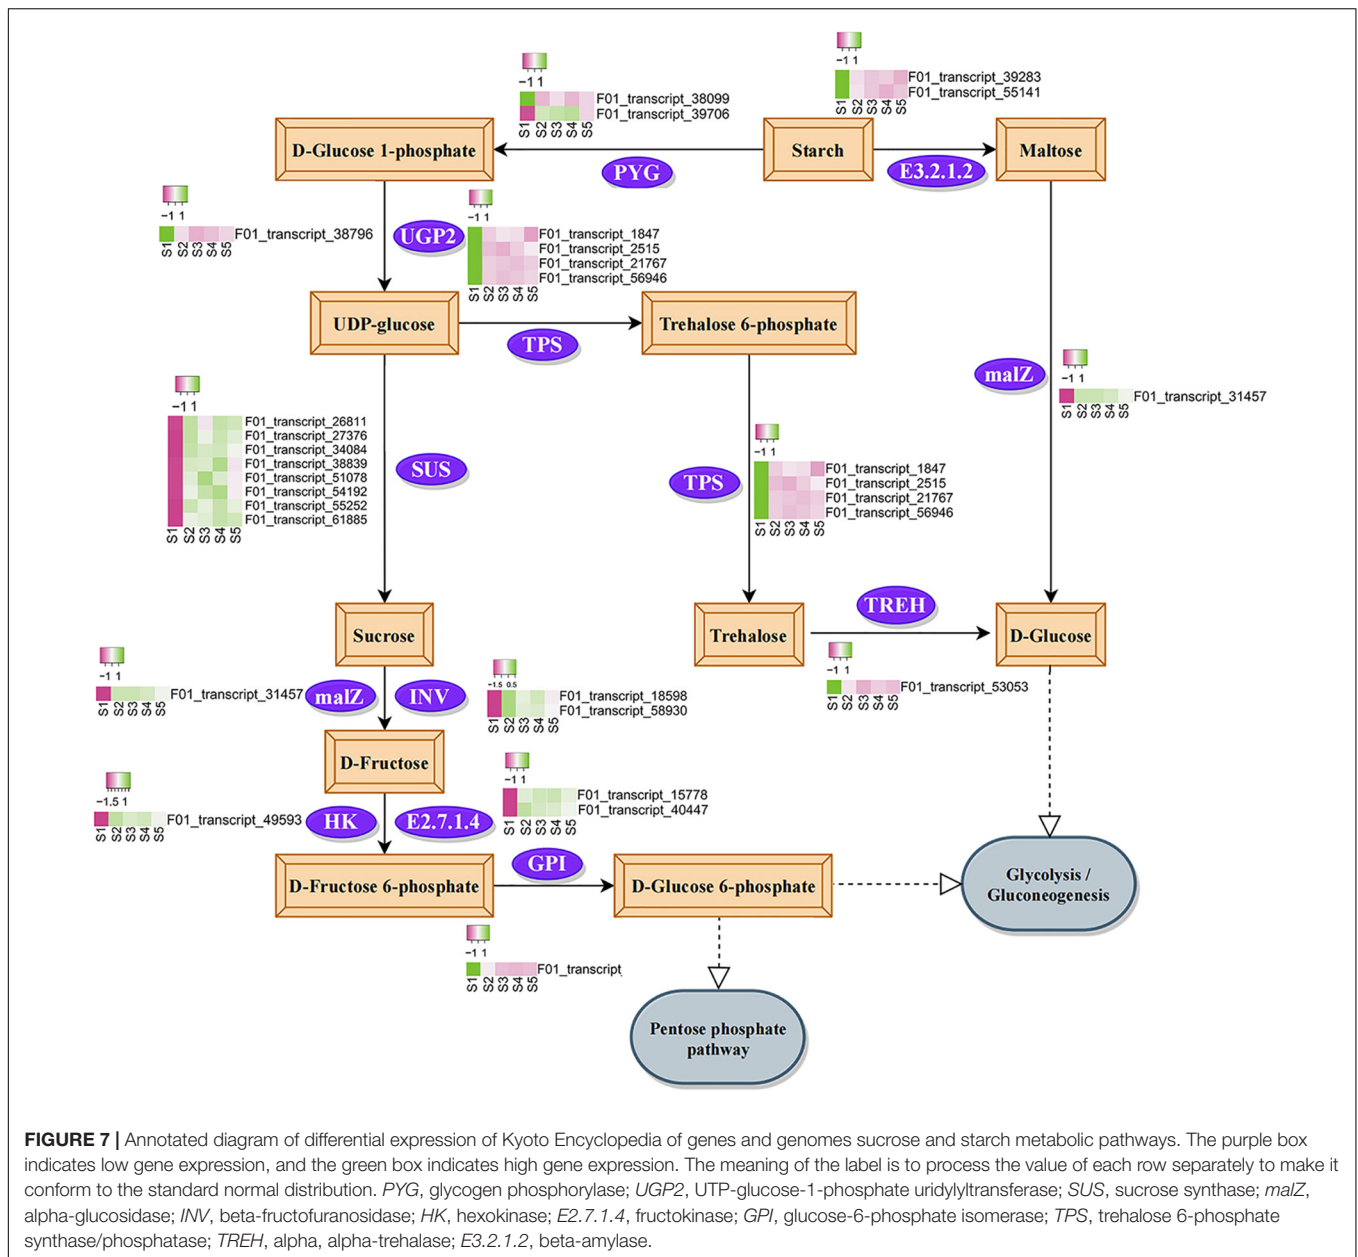 −1 1
F01_transcript_39283
F01_transcript_55141
S1 S2 S3 S4 S5
−1 1
F01_transcript_38099
F01_transcript_39706
S1 S2 S3 S4 S5
D-Glucose 1-phosphate
PYG
Starch
E3.2.1.2
Maltose
−1 1
F01_transcript_38796
S1 S2 S3 S4 S5
UGP2
−1 1
F01_transcript_1847
F01_transcript_2515
F01_transcript_21767
F01_transcript_56946
S1 S2 S3 S4 S5
UDP-glucose
TPS
Trehalose 6-phosphate
malZ
−1 1
F01_transcript_31457
S1 S2 S3 S4 S5
−1 1
F01_transcript_26811
F01_transcript_27376
F01_transcript_34084
F01_transcript_38839
F01_transcript_51078
F01_transcript_54192
F01_transcript_55252
F01_transcript_61885
S1 S2 S3 S4 S5
SUS
TPS
−1 1
F01_transcript_1847
F01_transcript_2515
F01_transcript_21767
F01_transcript_56946
S1 S2 S3 S4 S5
Sucrose
Trehalose
TREH
D-Glucose
−1 1
F01_transcript_53053
S1 S2 S3 S4 S5
−1 1
F01_transcript_31457
S1 S2 S3 S4 S5
malZ
INV
−1.5 0.5
F01_transcript_18598
F01_transcript_58930
S1 S2 S3 S4 S5
D-Fructose
−1.5 1
F01_transcript_49593
S1 S2 S3 S4 S5
HK
E2.7.1.4
−1 1
F01_transcript_15778
F01_transcript_40447
S1 S2 S3 S4 S5
D-Fructose 6-phosphate
GPI
D-Glucose 6-phosphate
Glycolysis /
Gluconeogenesis
−1 1
F01_transcript
S1 S2 S3 S4 S5
Pentose phosphate
pathway
FIGURE 7 | Annotated diagram of differential expression of Kyoto Encyclopedia of genes and genomes sucrose and starch metabolic pathways. The purple box
indicates low gene expression, and the green box indicates high gene expression. The meaning of the label is to process the value of each row separately to make it
conform to the standard normal distribution. PYG, glycogen phosphorylase; UGP2, UTP-glucose-1-phosphate uridylyltransferase; SUS, sucrose synthase; malZ,
alpha-glucosidase; INV, beta-fructofuranosidase; HK, hexokinase; E2.7.1.4, fructokinase; GPI, glucose-6-phosphate isomerase; TPS, trehalose 6-phosphate
synthase/phosphatase; TREH, alpha, alpha-trehalase; E3.2.1.2, beta-amylase.